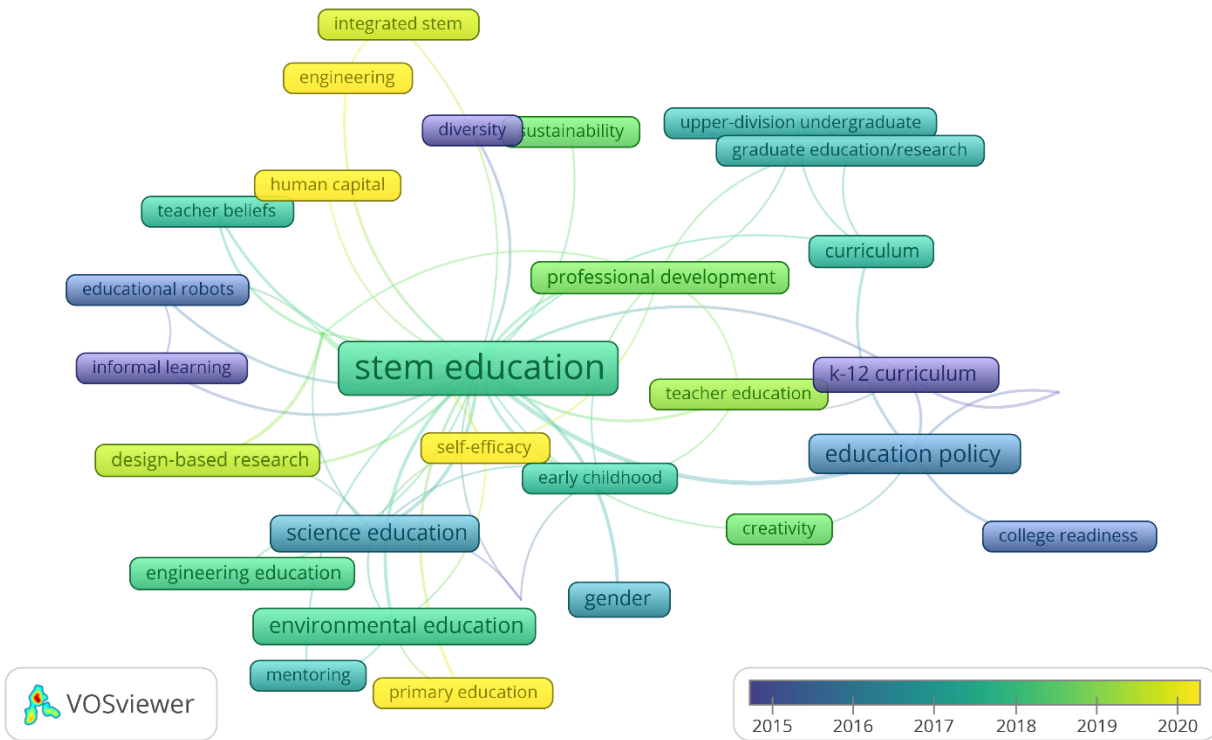 integrated stem
engineering
diversity
sustainability
upper-division undergraduate
graduate education/research
human capital
teacher beliefs
curriculum
professional development
educational robots
informal learning
stem education
k-12 curriculum
teacher education
self-efficacy
education policy
design-based research
early childhood
science education
creativity
college readiness
engineering education
gender
environmental education
mentoring
primary education
VOSviewer
2015 2016 2017 2018 2019 2020